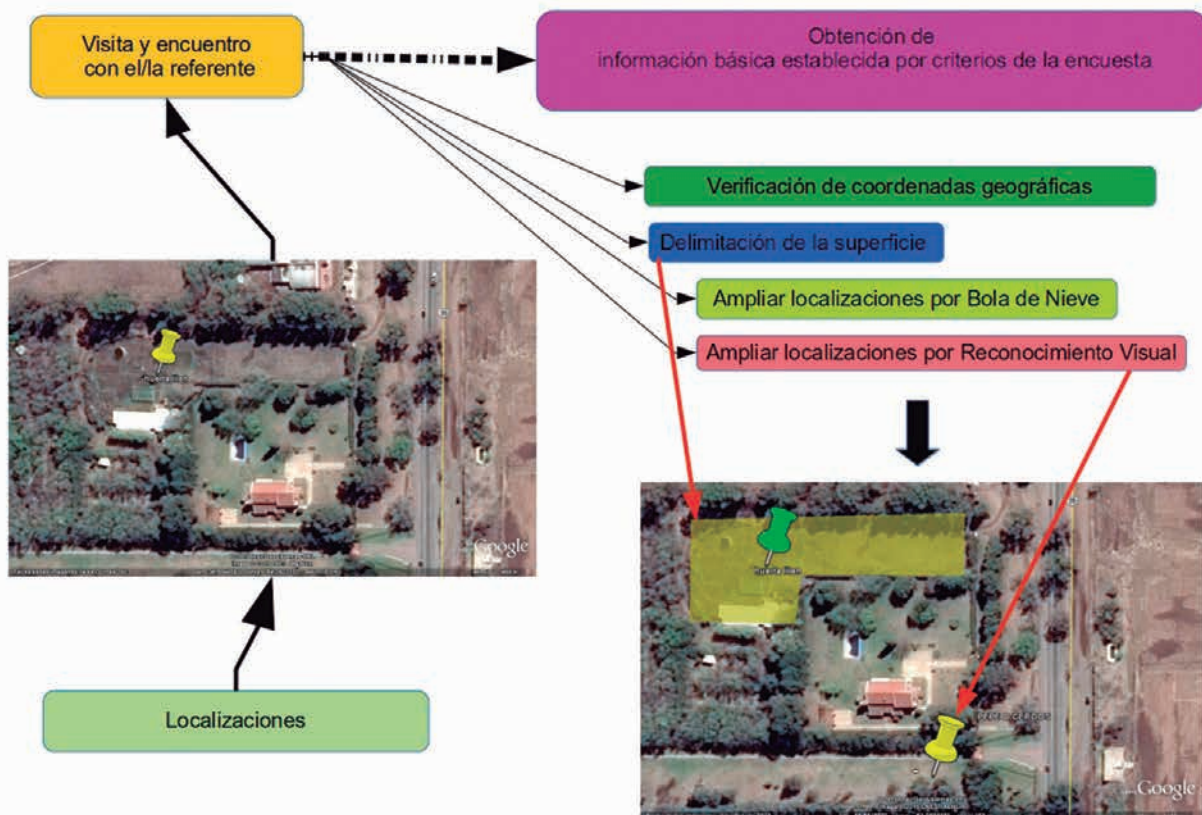 Visita y encuentro
con el/la referente
Obtención de
información básica establecida por criterios de la encuesta
Verificación de coordenadas geográficas
Delimitación de la superficie
Ampliar localizaciones por Bola de Nieve
Ampliar localizaciones por Reconocimiento Visual
Google
Localizaciones
Google